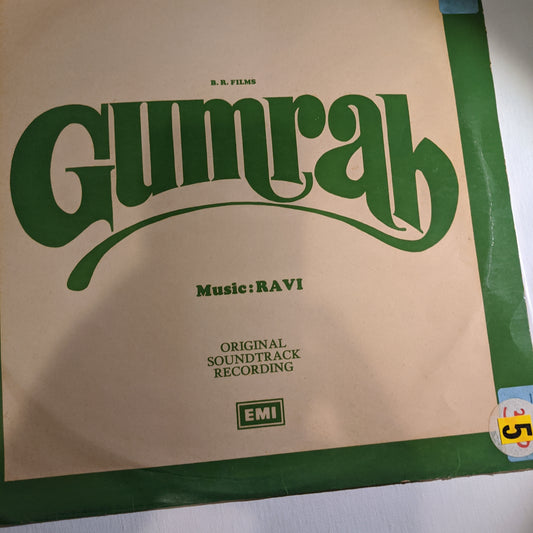 B. R. FILMS
Gumrah
Music: RAVI
ORIGINAL
SOUNDTRACK
RECORDING
EMI
5